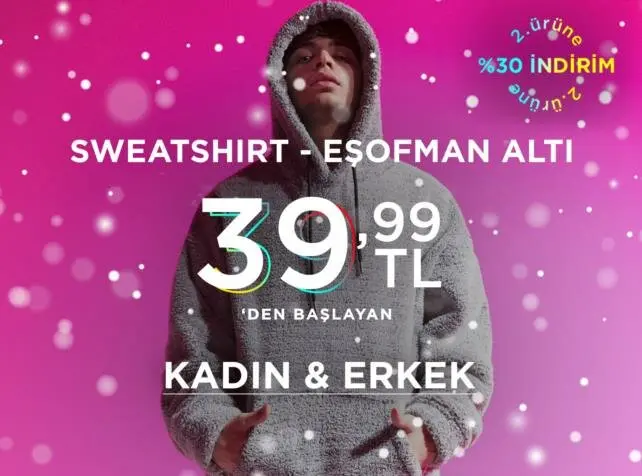 2. ürüne
%30 İNDİRİM
2. ürüne
SWEATSHIRT - EŞOFMAN ALTI
39,99
TL
'DEN BAŞLAYAN
KADIN & ERKEK